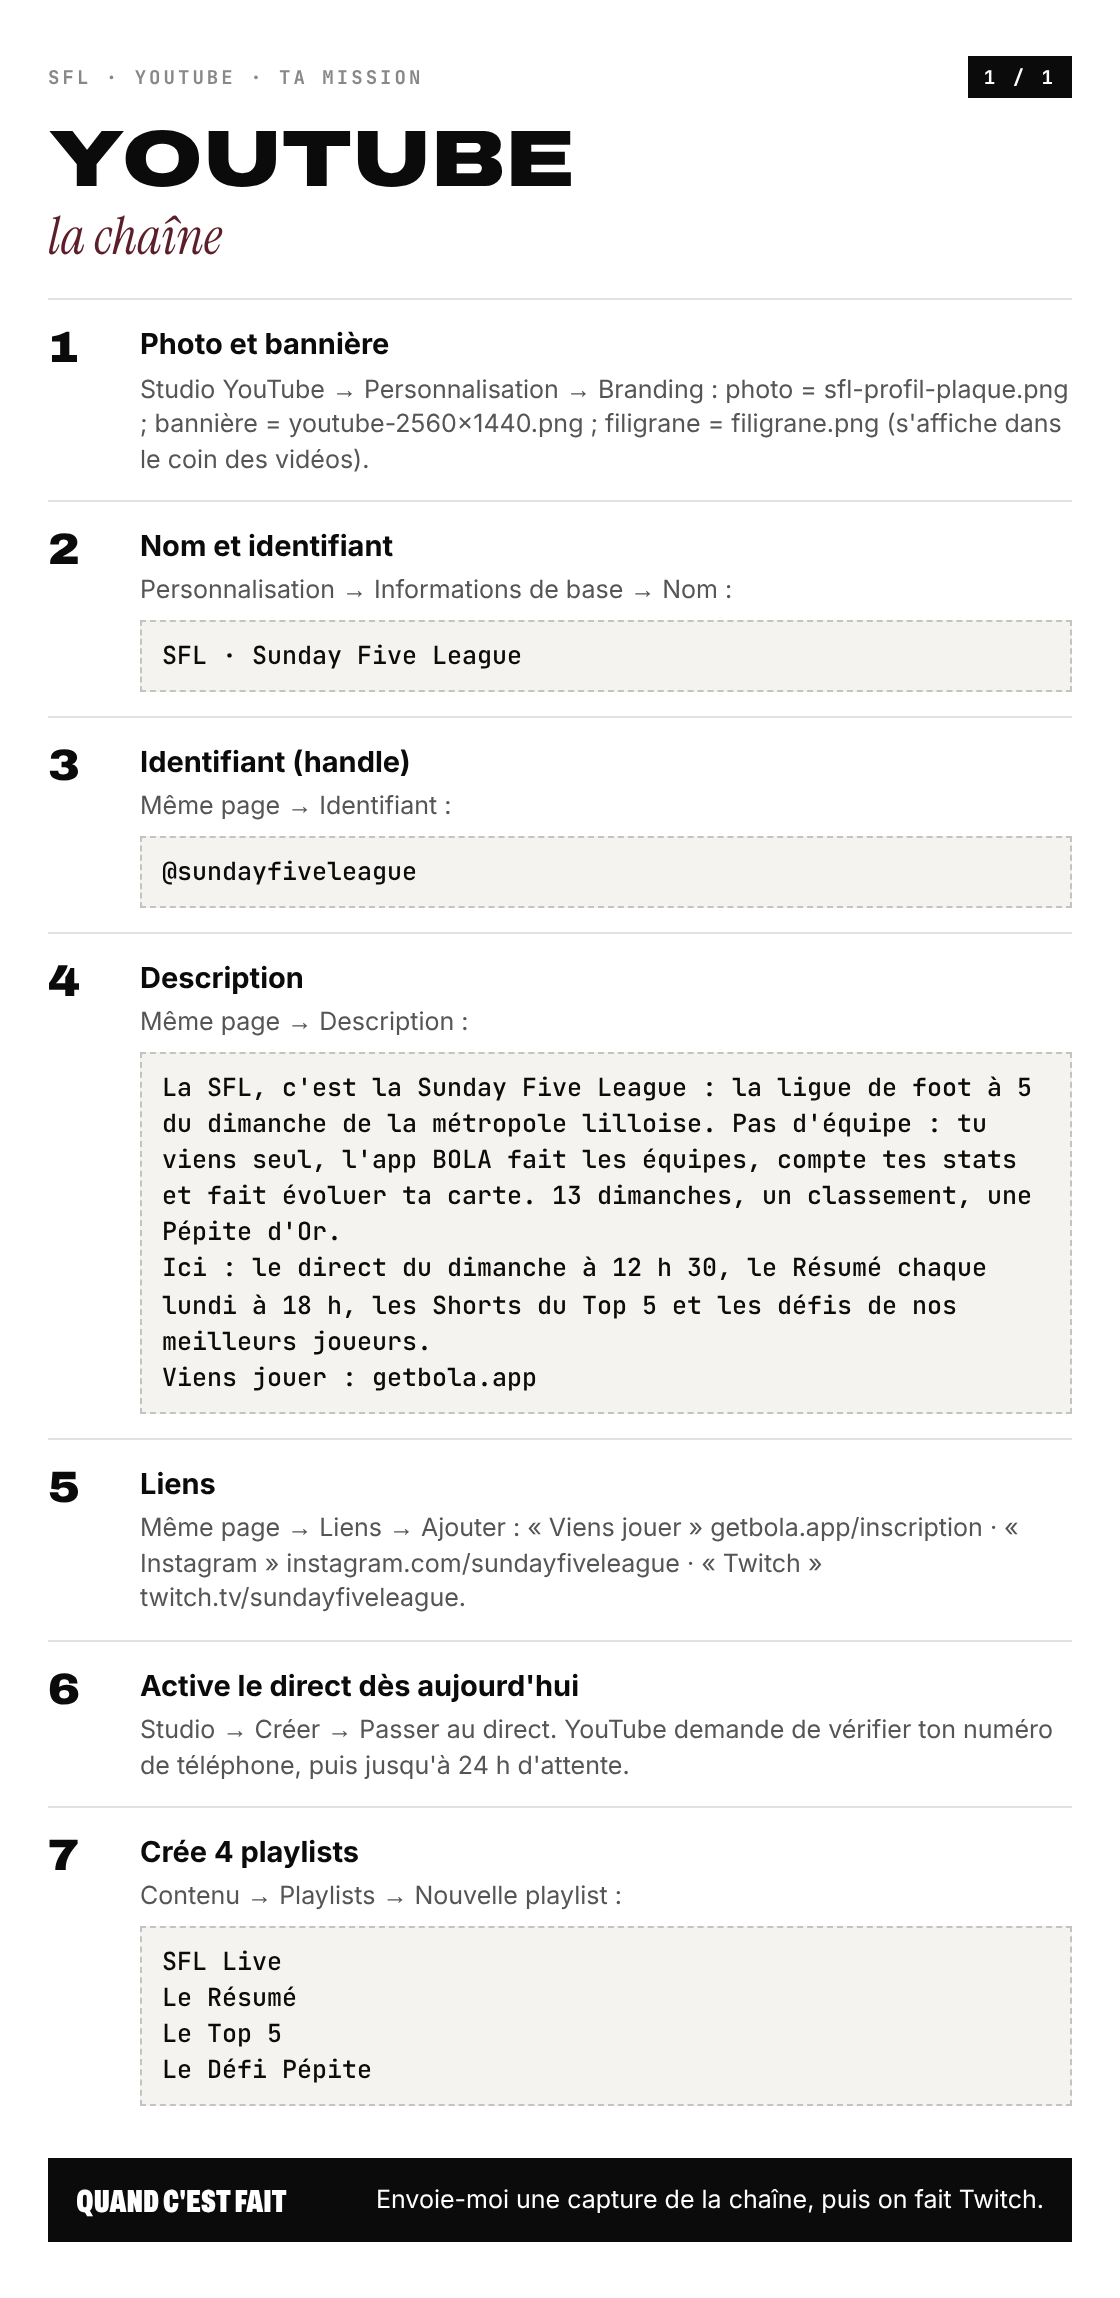 SFL · YOUTUBE · TA MISSION
1 / 1
YOUTUBE
la chaîne
1
Photo et bannière
Studio YouTube → Personnalisation → Branding : photo = sfl-profil-plaque.png
; bannière = youtube-2560×1440.png ; filigrane = filigrane.png (s'affiche dans
le coin des vidéos).
2
Nom et identifiant
Personnalisation → Informations de base → Nom :
SFL · Sunday Five League
3
Identifiant (handle)
Même page → Identifiant :
@sundayfiveleague
4
Description
Même page → Description :
La SFL, c'est la Sunday Five League : la ligue de foot à 5
du dimanche de la métropole lilloise. Pas d'équipe : tu
viens seul, l'app BOLA fait les équipes, compte tes stats
et fait évoluer ta carte. 13 dimanches, un classement, une
Pépite d'Or.
Ici : le direct du dimanche à 12 h 30, le Résumé chaque
lundi à 18 h, les Shorts du Top 5 et les défis de nos
meilleurs joueurs.
Viens jouer : getbola.app
5
Liens
Même page → Liens → Ajouter : « Viens jouer » getbola.app/inscription · «
Instagram » instagram.com/sundayfiveleague · « Twitch »
twitch.tv/sundayfiveleague.
6
Active le direct dès aujourd'hui
Studio → Créer → Passer au direct. YouTube demande de vérifier ton numéro
de téléphone, puis jusqu'à 24 h d'attente.
7
Crée 4 playlists
Contenu → Playlists → Nouvelle playlist :
SFL Live
Le Résumé
Le Top 5
Le Défi Pépite
QUAND C'EST FAIT
Envoie-moi une capture de la chaîne, puis on fait Twitch.